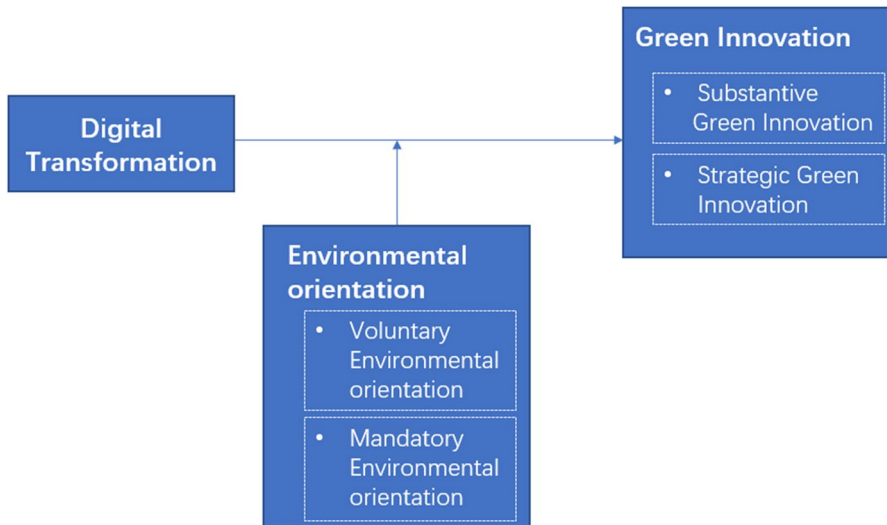 Green Innovation
• Substantive
Green Innovation
• Strategic Green
Innovation
Digital
Transformation
Environmental
orientation
• Voluntary
Environmental
orientation
• Mandatory
Environmental
orientation